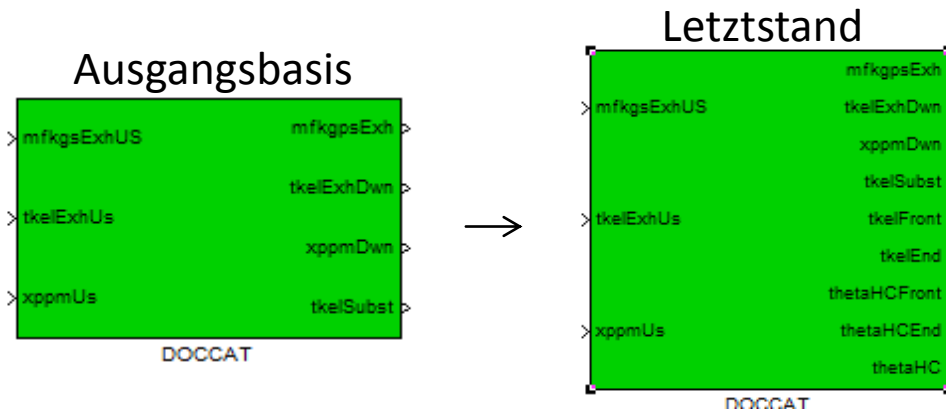 Ausgangsbasis
mfkgsExhUS
tkelExhUs
xppmUs
mfkgpsExh
tkelExhDwn
xppmDwn
tkelSubst
DOCCAT
Letztstand
mfkgsExhUS
tkelExhUs
xppmUs
mfkgpsExh
tkelExhDwn
xppmDwn
tkelSubst
tkelFront
tkelEnd
thetaHCFront
thetaHCEnd
thetaHC
DOCCAT